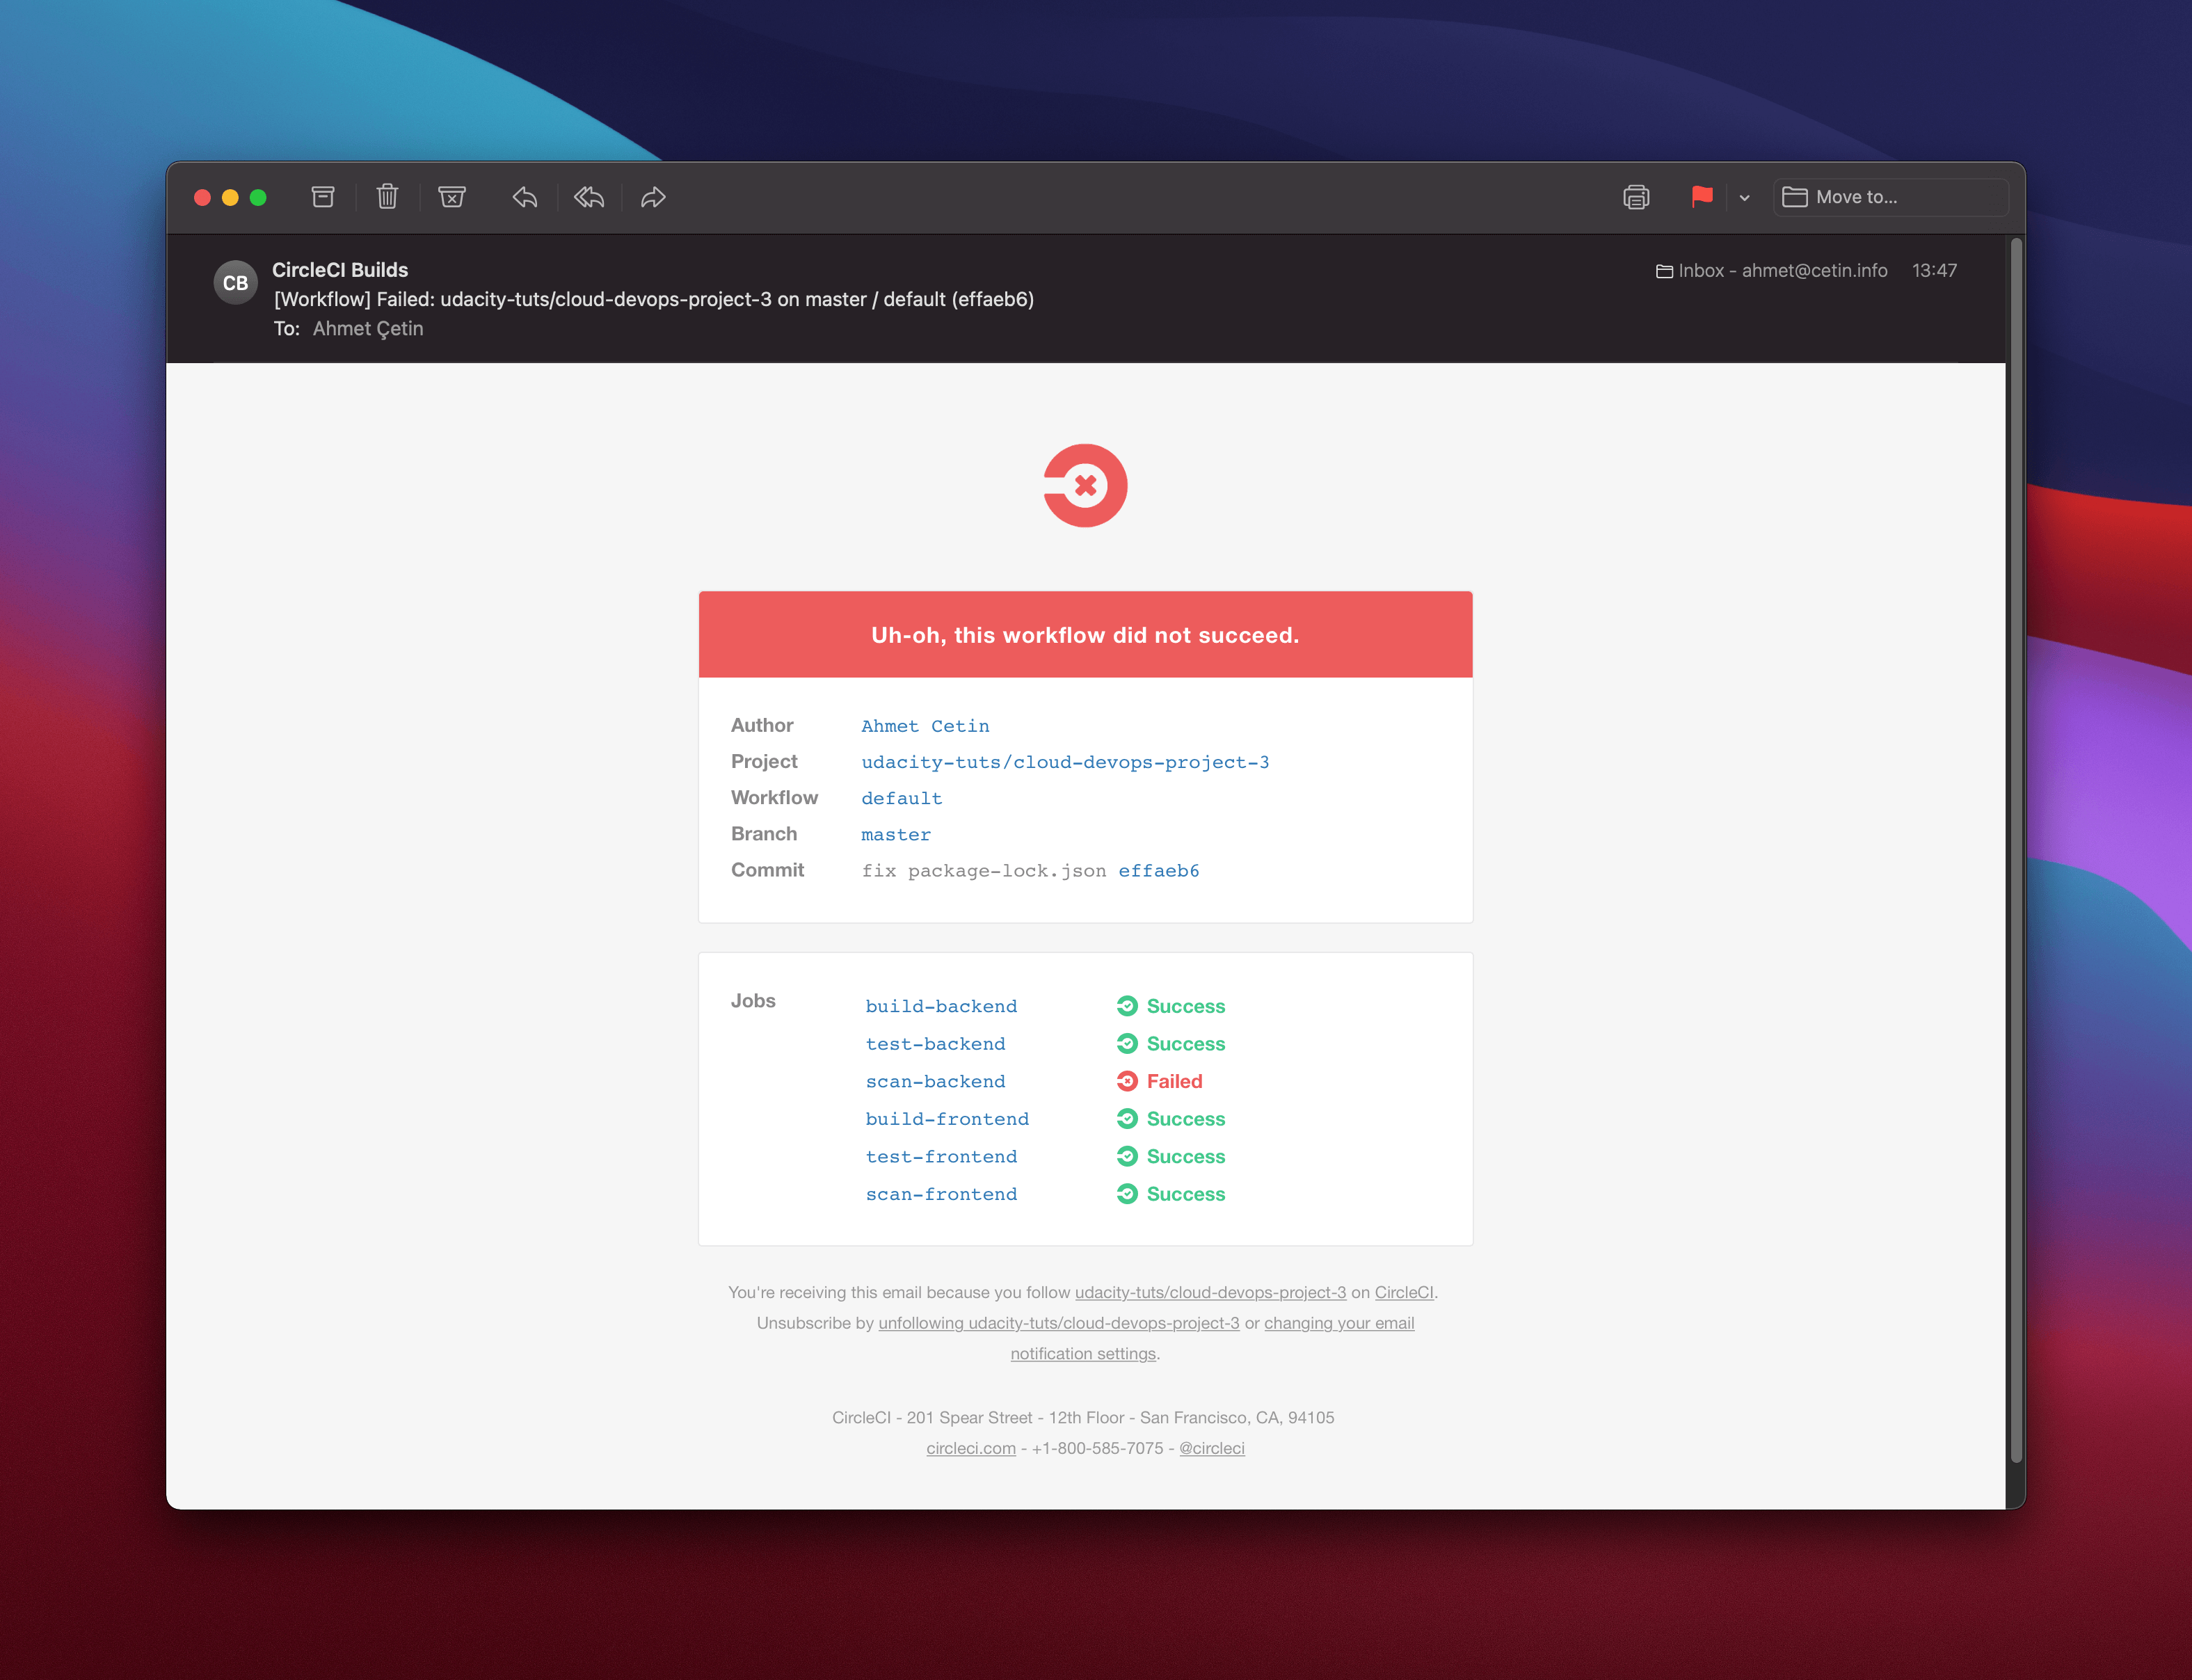 Move to...
CB
CircleCI Builds
Inbox - ahmet@cetin.info 13:47
[Workflow] Failed: udacity-tuts/cloud-devops-project-3 on master / default (effaeb6)
To: Ahmet Çetin
Uh-oh, this workflow did not succeed.
Author Ahmet Cetin
Project udacity-tuts/cloud-devops-project-3
Workflow default
Branch master
Commit fix package-lock.json effaeb6
Jobs
build-backend Success
test-backend Success
scan-backend Failed
build-frontend Success
test-frontend Success
scan-frontend Success
You're receiving this email because you follow udacity-tuts/cloud-devops-project-3 on CircleCI.
Unsubscribe by unfollowing udacity-tuts/cloud-devops-project-3 or changing your email
notification settings.
CircleCI - 201 Spear Street - 12th Floor - San Francisco, CA, 94105
circleci.com - +1-800-585-7075 - @circleci